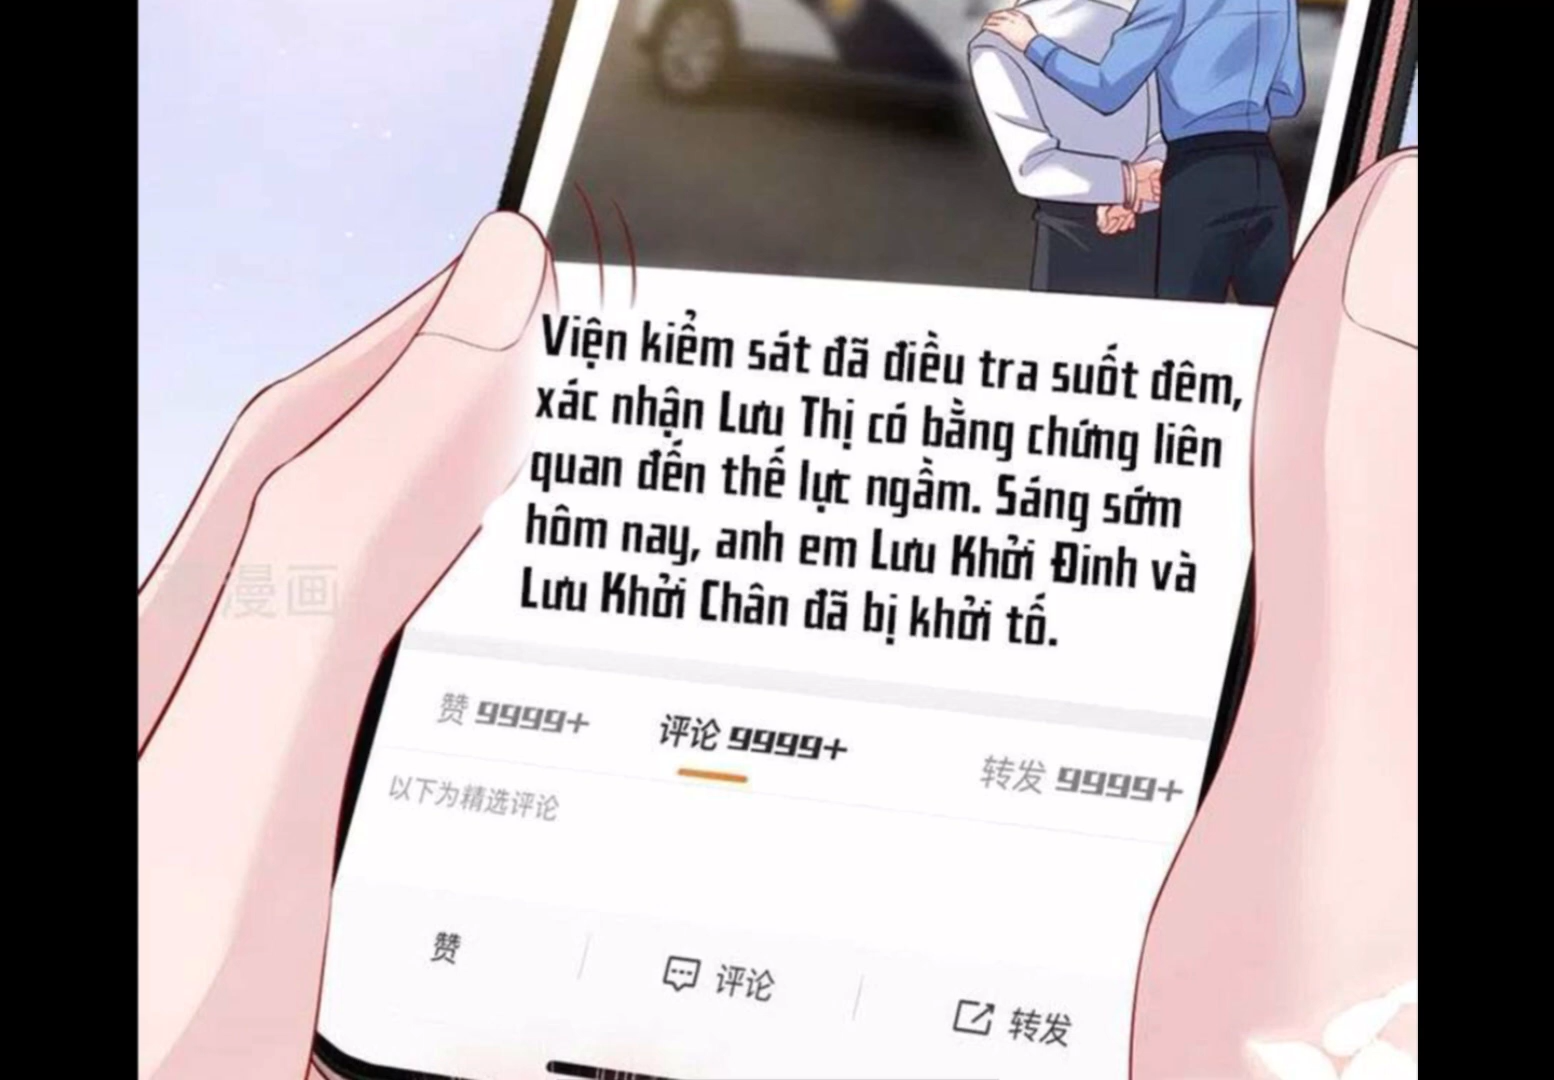 Viện kiểm sát đã điều tra suốt đêm,
xác nhận Lưu Thị có bằng chứng liên
quan đến thế lực ngầm. Sáng sớm
hôm nay, anh em Lưu Khởi Đinh và
Lưu Khởi Chân đã bị khởi tố.
漫画
赞 9999+ 评论 9999+ 转发 9999+
以下为精选评论
赞 评论 转发